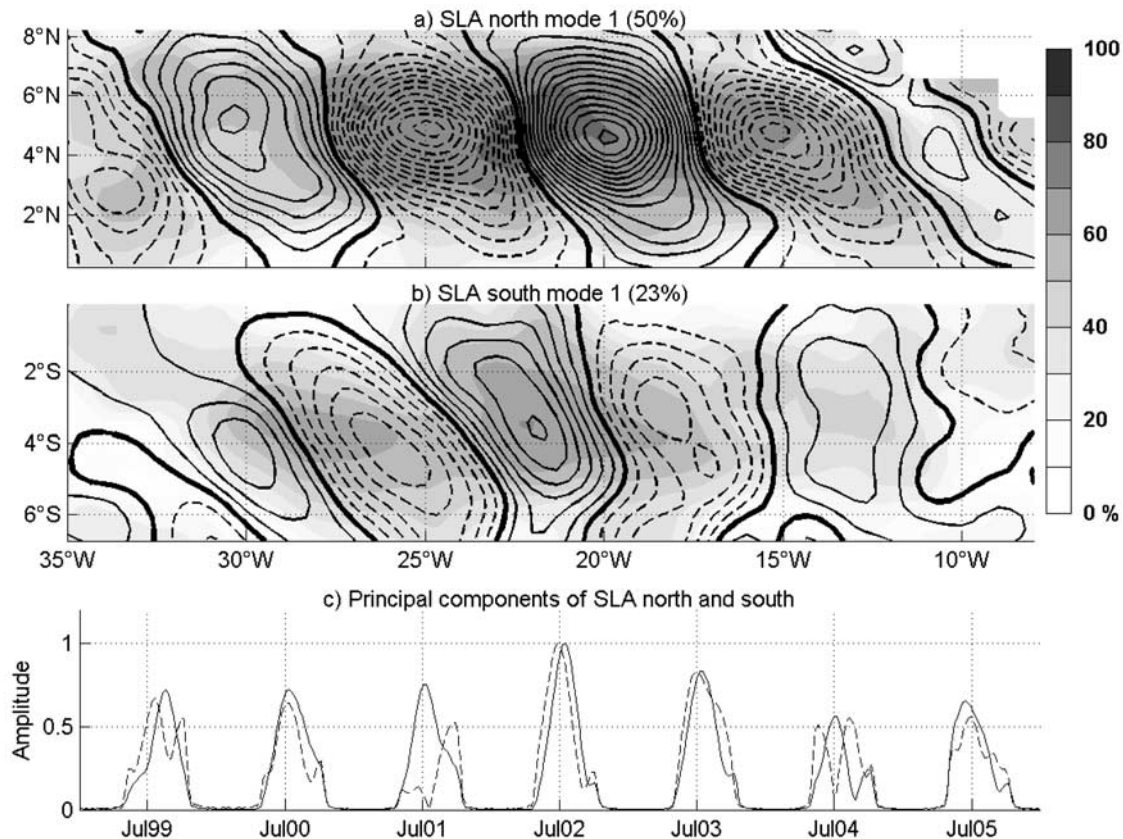 a) SLA north mode 1 (50%)
8°N
6°N
4°N
2°N
b) SLA south mode 1 (23%)
2°S
4°S
6°S
35°W 30°W 25°W 20°W 15°W 10°W
100
80
60
40
20
0 %
c) Principal components of SLA north and south
Amplitude
1
0.5
0
Jul99 Jul00 Jul01 Jul02 Jul03 Jul04 Jul05